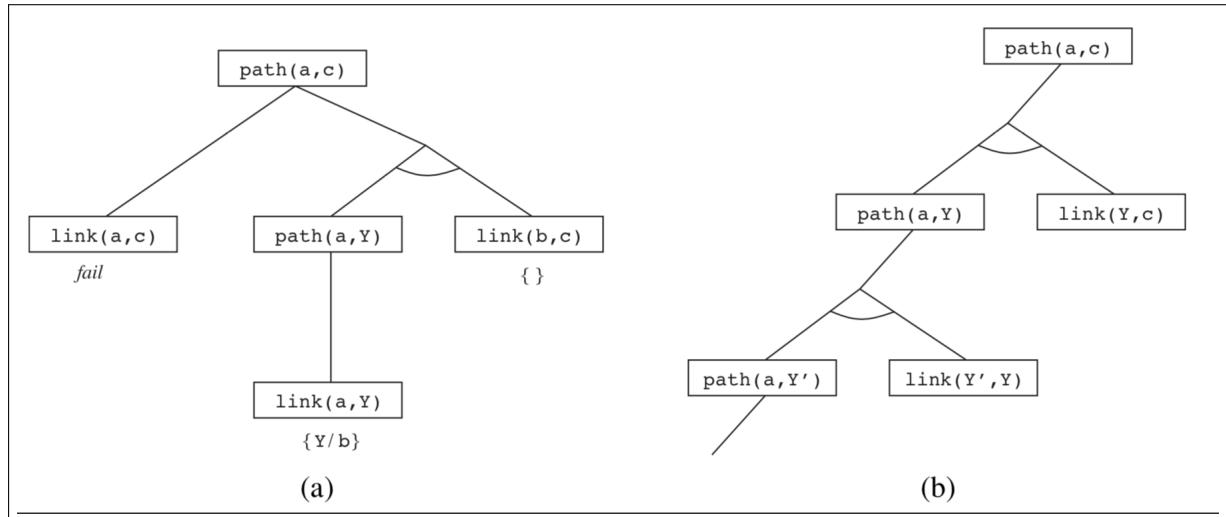 path(a,c)
link(a,c)
path(a,Y)
link(b,c)
fail
{ }
link(a,Y)
{Y/b}
(a)
path(a,c)
path(a,Y)
link(Y,c)
path(a,Y’)
link(Y’,Y)
(b)